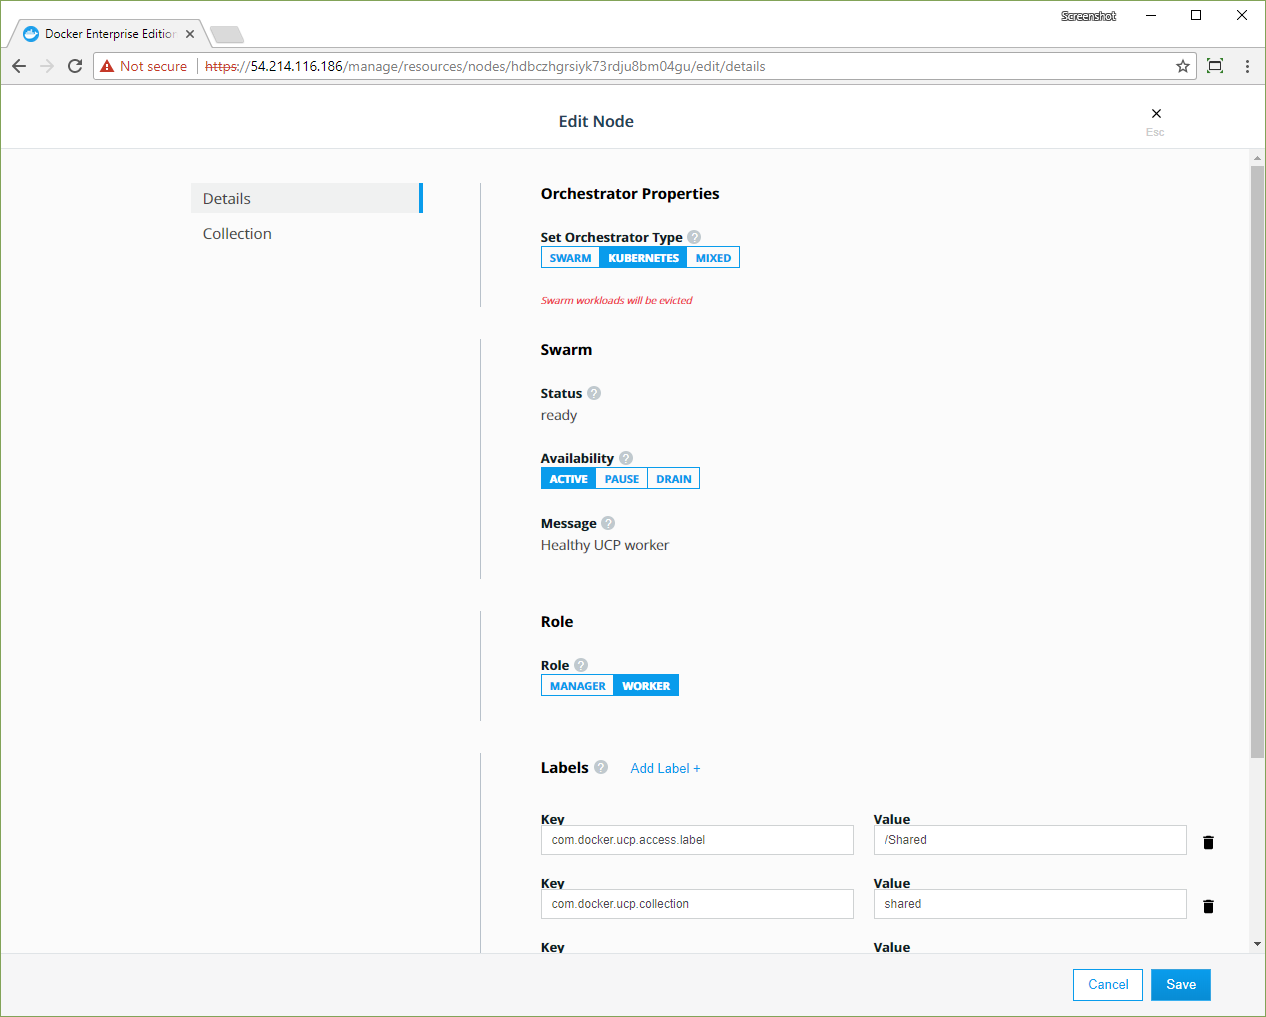 Screenshot
Docker Enterprise Edition
Not secure https://54.214.116.186/manage/resources/nodes/hdbczhgrsiyk73rdju8bm04gu/edit/details
Edit Node
Esc
Details
Collection
Orchestrator Properties
Set Orchestrator Type ?
SWARM KUBERNETES MIXED
Swarm workloads will be evicted
Swarm
Status ?
ready
Availability ?
ACTIVE PAUSE DRAIN
Message ?
Healthy UCP worker
Role
Role ?
MANAGER WORKER
Labels ? Add Label +
Key Value
com.docker.ucp.access.label /Shared
Key Value
com.docker.ucp.collection shared
Key Value
Cancel Save